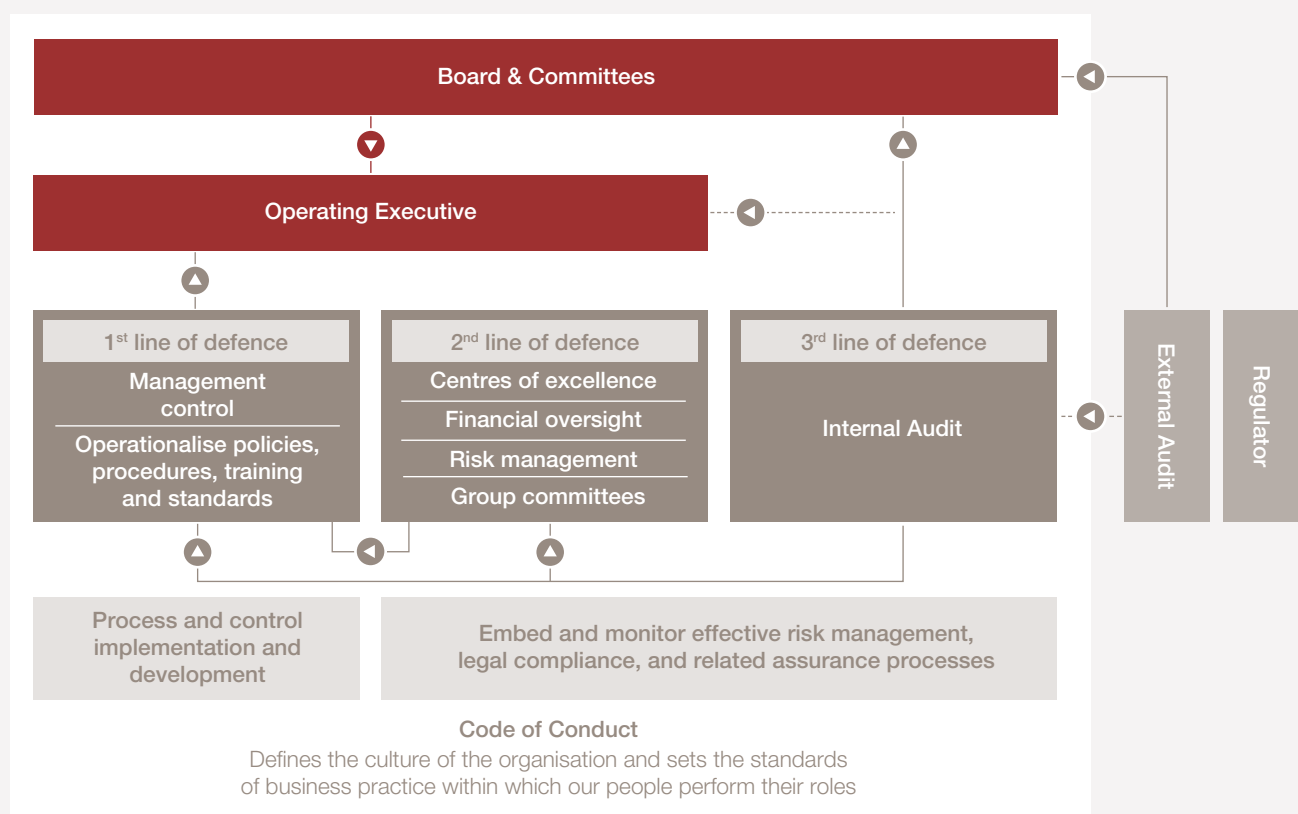 Board & Committees
Operating Executive
1st line of defence
Management
control
Operationalise policies,
procedures, training
and standards
2nd line of defence
Centres of excellence
Financial oversight
Risk management
Group committees
3rd line of defence
Internal Audit
External Audit
Regulator
Process and control
implementation and
development
Embed and monitor effective risk management,
legal compliance, and related assurance processes
Code of Conduct
Defines the culture of the organisation and sets the standards
of business practice within which our people perform their roles